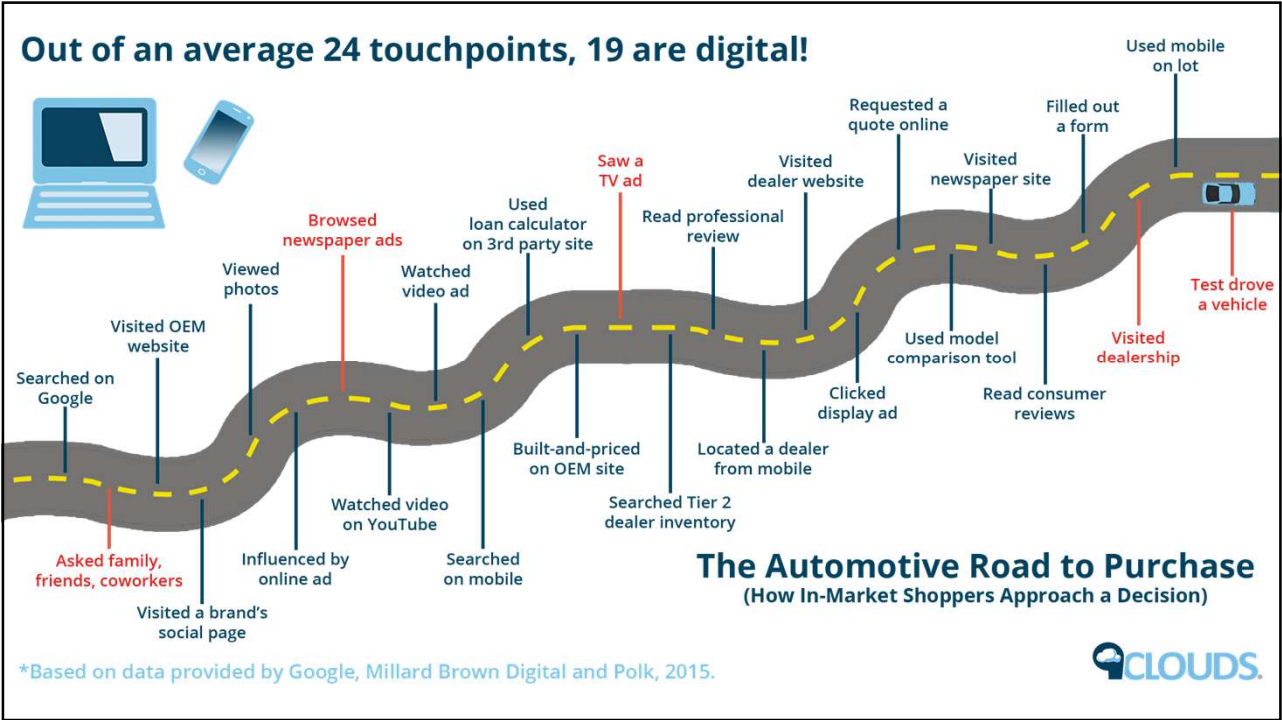 Out of an average 24 touchpoints, 19 are digital!
Searched on
Google
Asked family,
friends, coworkers
Visited OEM
website
Visited a brand's
social page
Viewed
photos
Influenced by
online ad
Browsed
newspaper ads
Watched video
on YouTube
Watched
video ad
Searched
on mobile
Used
loan calculator
on 3rd party site
Built-and-priced
on OEM site
Saw a
TV ad
Searched Tier 2
dealer inventory
Read professional
review
Located a dealer
from mobile
Visited
dealer website
Clicked
display ad
Requested a
quote online
Used model
comparison tool
Visited
newspaper site
Read consumer
reviews
Filled out
a form
Visited
dealership
Used mobile
on lot
Test drove
a vehicle
The Automotive Road to Purchase
(How In-Market Shoppers Approach a Decision)
*Based on data provided by Google, Millard Brown Digital and Polk, 2015.
9CLOUDS.